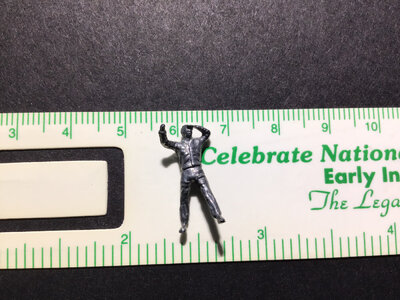 3 4 5 6 7 8 9 10
Celebrate Nationa
Early In
The Lega
2 3 4